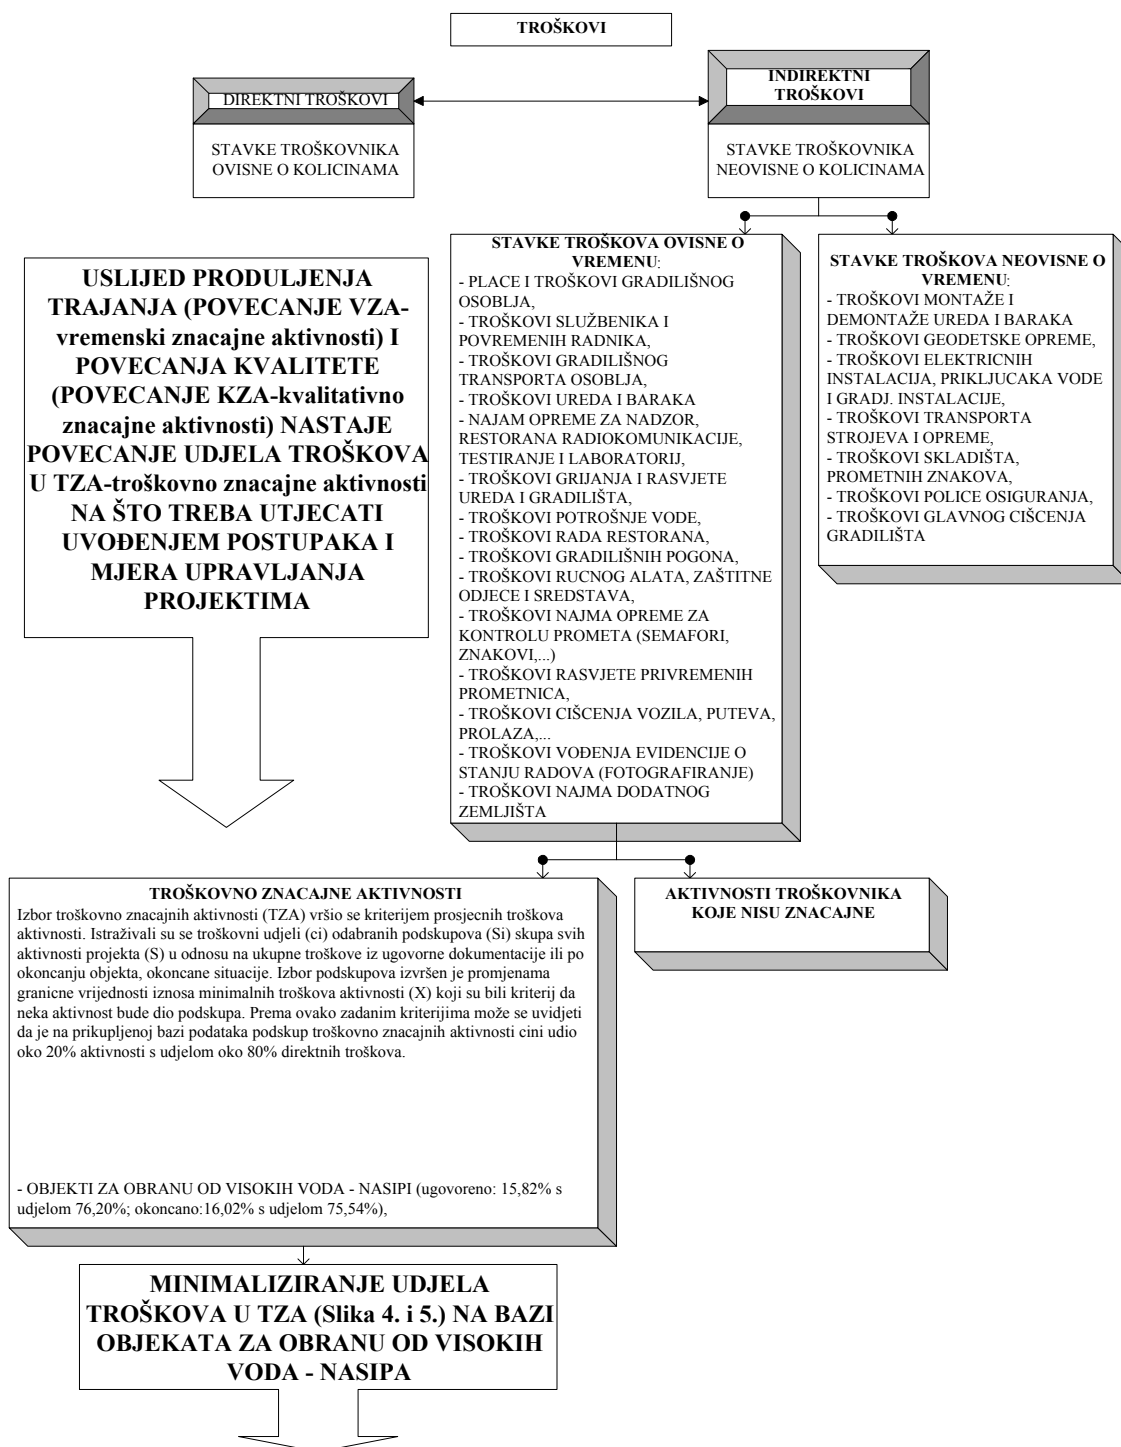 TROŠKOVI
DIREKTNI TROŠKOVI
STAVKE TROŠKOVNIKA
OVISNE O KOLICINAMA
INDIREKTNI
TROŠKOVI
STAVKE TROŠKOVNIKA
NEOVISNE O KOLICINAMA
USLIJED PRODULJENJA
TRAJANJA (POVECANJE VZA-
vremenski znacajne aktivnosti) I
POVECANJA KVALITETE
(POVECANJE KZA-kvalitativno
znacajne aktivnosti) NASTAJE
POVECANJE UDJELA TROŠKOVA
U TZA-troškovno znacajne aktivnosti
NA ŠTO TREBA UTJECATI
UVOĐENJEM POSTUPAKA I
MJERA UPRAVLJANJA
PROJEKTIMA
STAVKE TROŠKOVA OVISNE O
VREMENU:
- PLACE I TROŠKOVI GRADILIŠNOG
OSOBLJA,
- TROŠKOVI SLUŽBENIKA I
POVREMENIH RADNIKA,
- TROŠKOVI GRADILIŠNOG
TRANSPORTA OSOBLJA,
- TROŠKOVI UREDA I BARAKA
- NAJAM OPREME ZA NADZOR,
RESTORANA RADIOKOMUNIKACIJE,
TESTIRANJE I LABORATORIJ,
- TROŠKOVI GRIJANJA I RASVJETE
UREDA I GRADILIŠTA,
- TROŠKOVI POTROŠNJE VODE,
- TROŠKOVI RADA RESTORANA,
- TROŠKOVI GRADILIŠNIH POGONA,
- TROŠKOVI RUCNOG ALATA, ZAŠTITNE
ODJECE I SREDSTAVA,
- TROŠKOVI NAJMA OPREME ZA
KONTROLU PROMETA (SEMAFORI,
ZNAKOVI,...)
- TROŠKOVI RASVJETE PRIVREMENIH
PROMETNICA,
- TROŠKOVI CIŠCENJA VOZILA, PUTEVA,
PROLAZA,...
- TROŠKOVI VOĐENJA EVIDENCIJE O
STANJU RADOVA (FOTOGRAFIRANJE)
- TROŠKOVI NAJMA DODATNOG
ZEMLJIŠTA
STAVKE TROŠKOVA NEOVISNE O
VREMENU:
- TROŠKOVI MONTAŽE I
DEMONTAŽE UREDA I BARAKA
- TROŠKOVI GEODETSKE OPREME,
- TROŠKOVI ELEKTRICNIH
INSTALACIJA, PRIKLJUCAKA VODE
I GRADJ. INSTALACIJE,
- TROŠKOVI TRANSPORTA
STROJEVA I OPREME,
- TROŠKOVI SKLADIŠTA,
PROMETNIH ZNAKOVA,
- TROŠKOVI POLICE OSIGURANJA,
- TROŠKOVI GLAVNOG CIŠCENJA
GRADILIŠTA
TROŠKOVNO ZNACAJNE AKTIVNOSTI
Izbor troškovno znacajnih aktivnosti (TZA) vršio se kriterijem prosjecnih troškova
aktivnosti. Istraživali su se troškovni udjeli (ci) odabranih podskupova (Si) skupa svih
aktivnosti projekta (S) u odnosu na ukupne troškove iz ugovorne dokumentacije ili po
okoncanju objekta, okoncane situacije. Izbor podskupova izvršen je promjenama
granicne vrijednosti iznosa minimalnih troškova aktivnosti (X) koji su bili kriterij da
neka aktivnost bude dio podskupa. Prema ovako zadanim kriterijima može se uvidjeti
da je na prikupljenoj bazi podataka podskup troškovno znacajnih aktivnosti cini udio
oko 20% aktivnosti s udjelom oko 80% direktnih troškova.
- OBJEKTI ZA OBRANU OD VISOKIH VODA - NASIPI (ugovoreno: 15,82% s
udjelom 76,20%; okoncano:16,02% s udjelom 75,54%),
AKTIVNOSTI TROŠKOVNIKA
KOJE NISU ZNACAJNE
MINIMALIZIRANJE UDJELA
TROŠKOVA U TZA (Slika 4. i 5.) NA BAZI
OBJEKATA ZA OBRANU OD VISOKIH
VODA - NASIPA